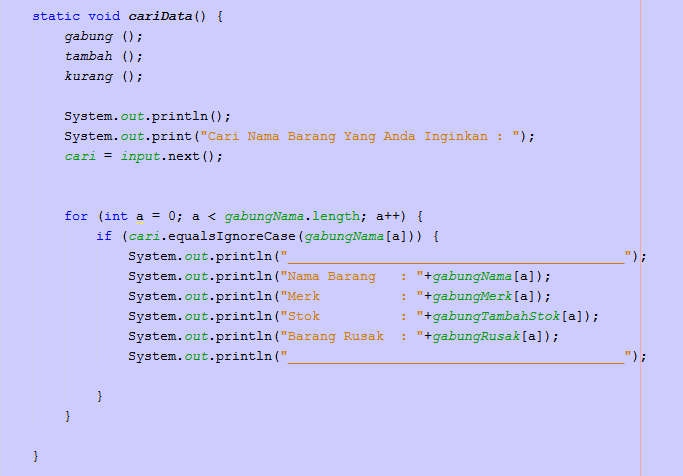 static void cariData() {
    gabung ();
    tambah ();
    kurang ();

    System.out.println();
    System.out.print("Cari Nama Barang Yang Anda Inginkan : ");
    cari = input.next();


    for (int a = 0; a < gabungNama.length; a++) {
        if (cari.equalsIgnoreCase(gabungNama[a])) {
            System.out.println("__________________________________________");
            System.out.println("Nama Barang   : "+gabungNama[a]);
            System.out.println("Merk          : "+gabungMerk[a]);
            System.out.println("Stok          : "+gabungTambahStok[a]);
            System.out.println("Barang Rusak  : "+gabungRusak[a]);
            System.out.println("__________________________________________");

        }
    }

}